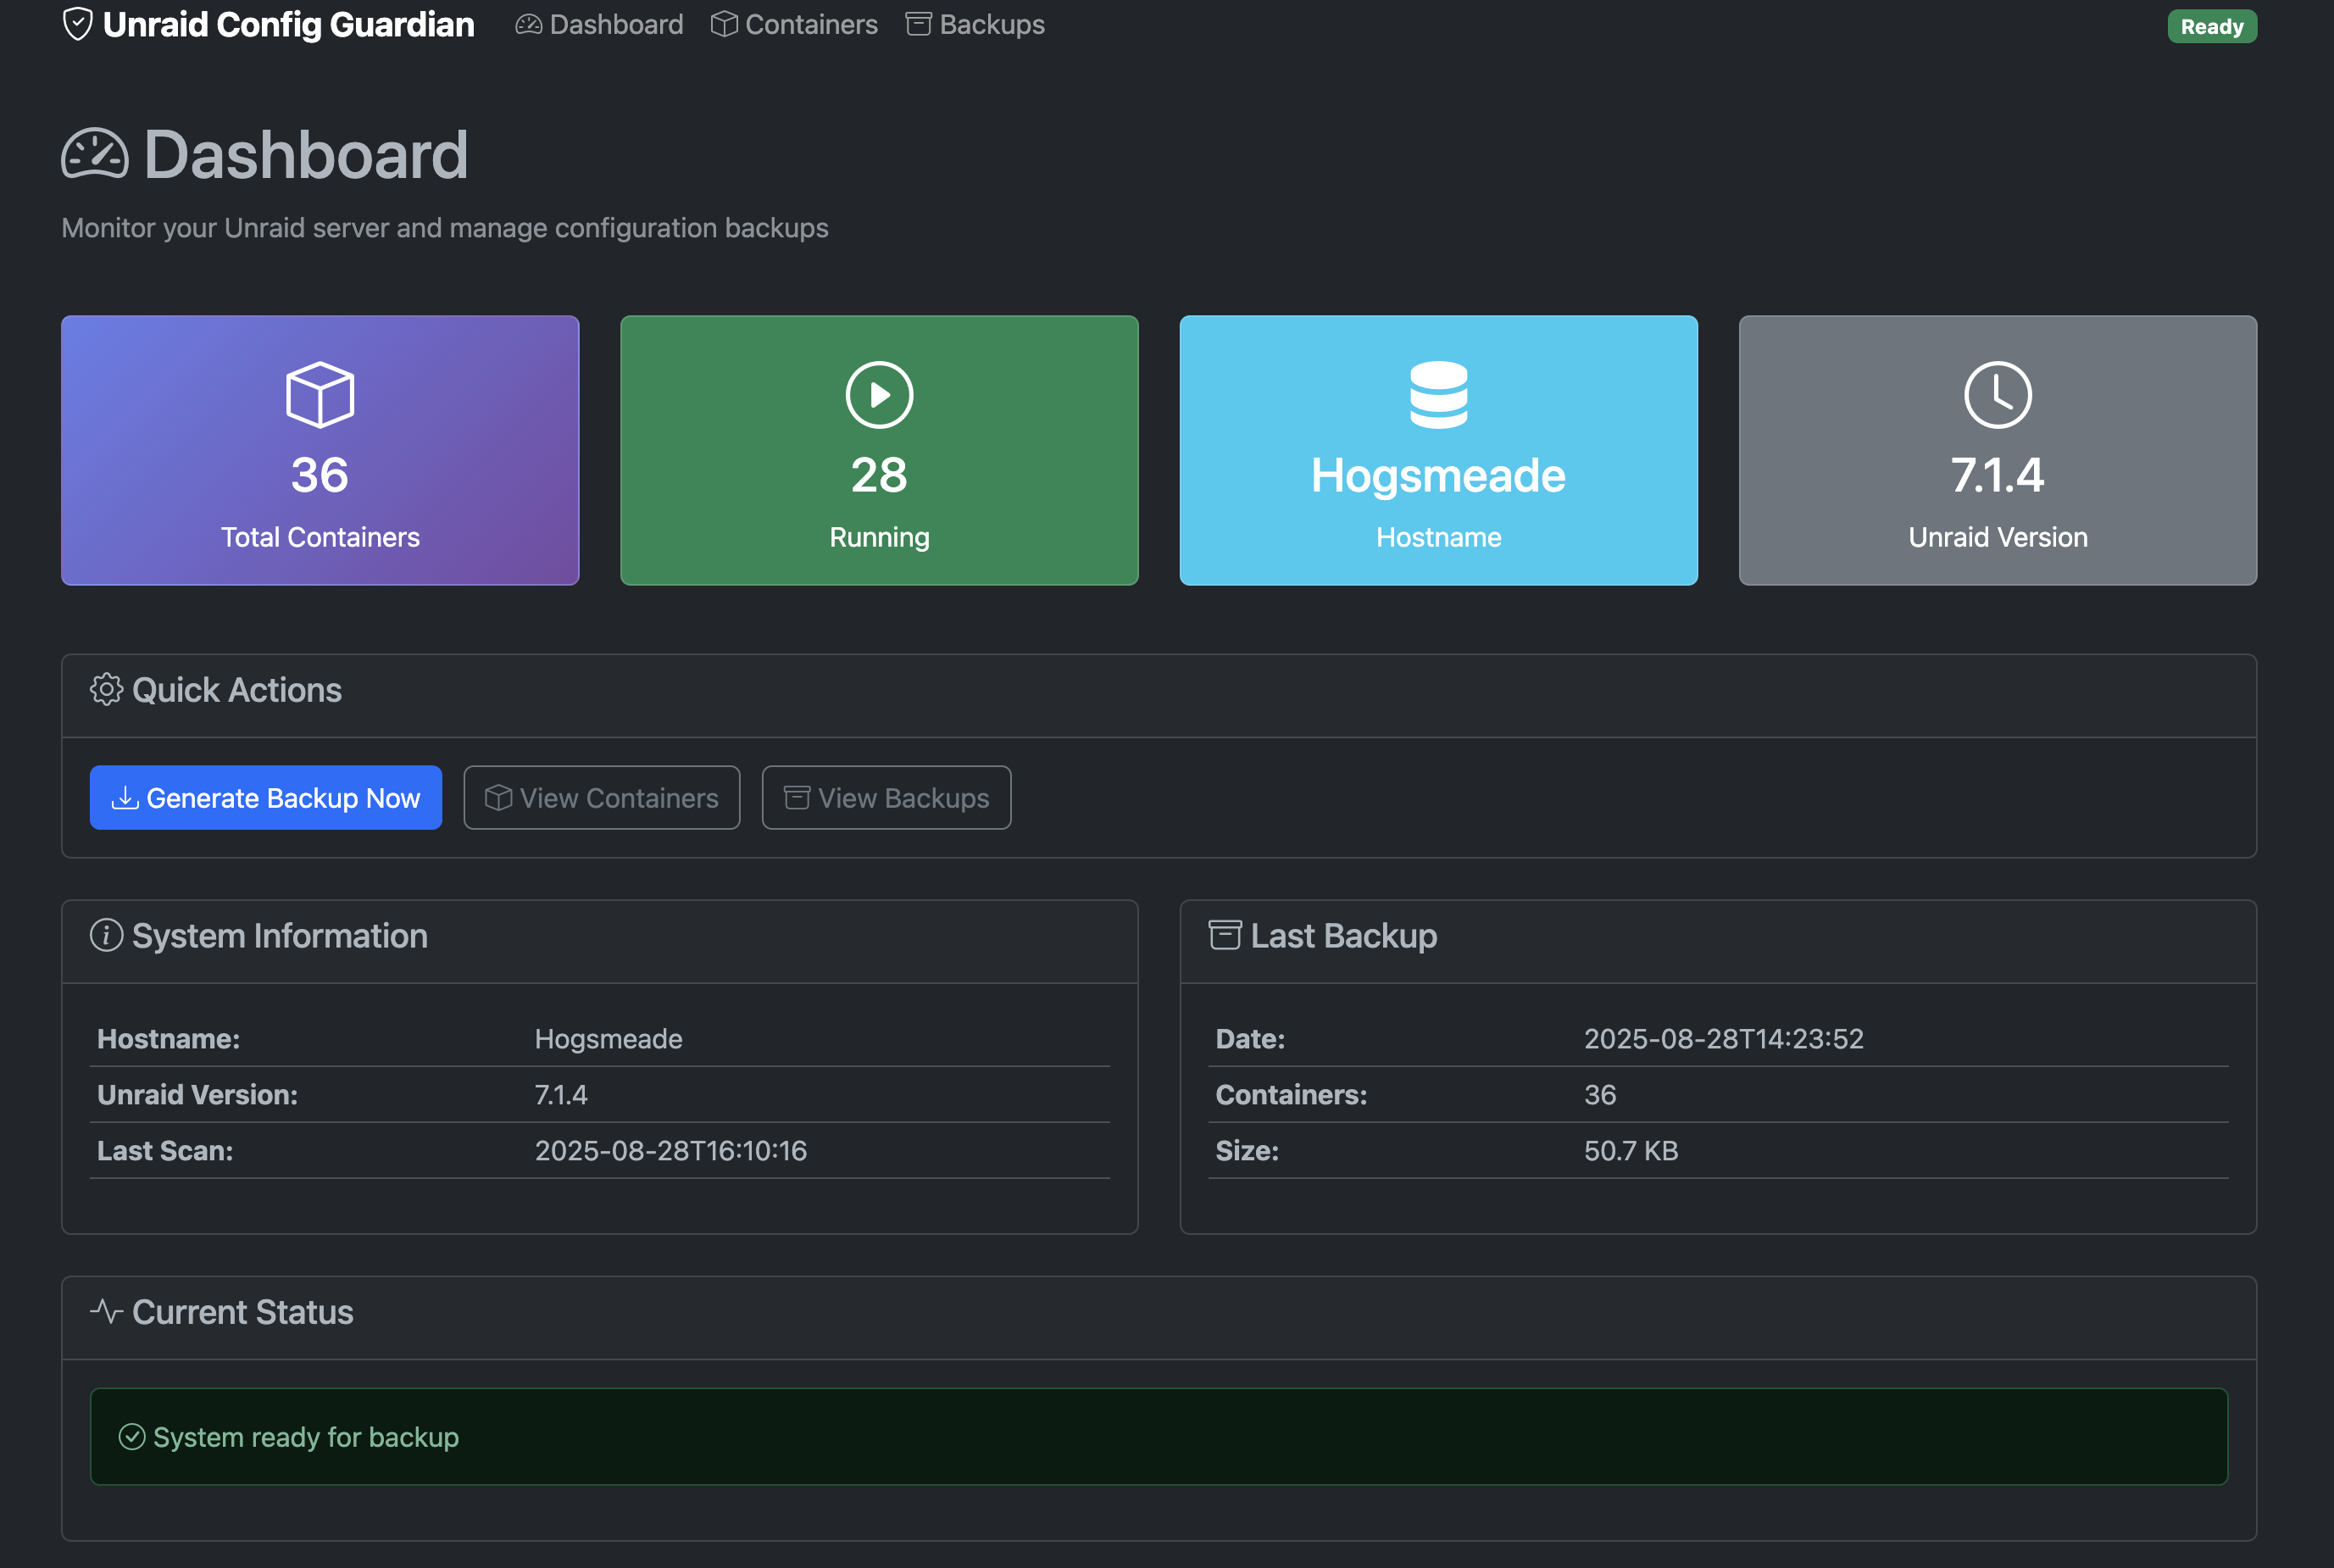 Unraid Config Guardian Dashboard Containers Backups Ready
Dashboard
Monitor your Unraid server and manage configuration backups
36
Total Containers
28
Running
Hogsmeade
Hostname
7.1.4
Unraid Version
Quick Actions
Generate Backup Now View Containers View Backups
System Information
Hostname: Hogsmeade
Unraid Version: 7.1.4
Last Scan: 2025-08-28T16:10:16
Last Backup
Date: 2025-08-28T14:23:52
Containers: 36
Size: 50.7 KB
Current Status
System ready for backup